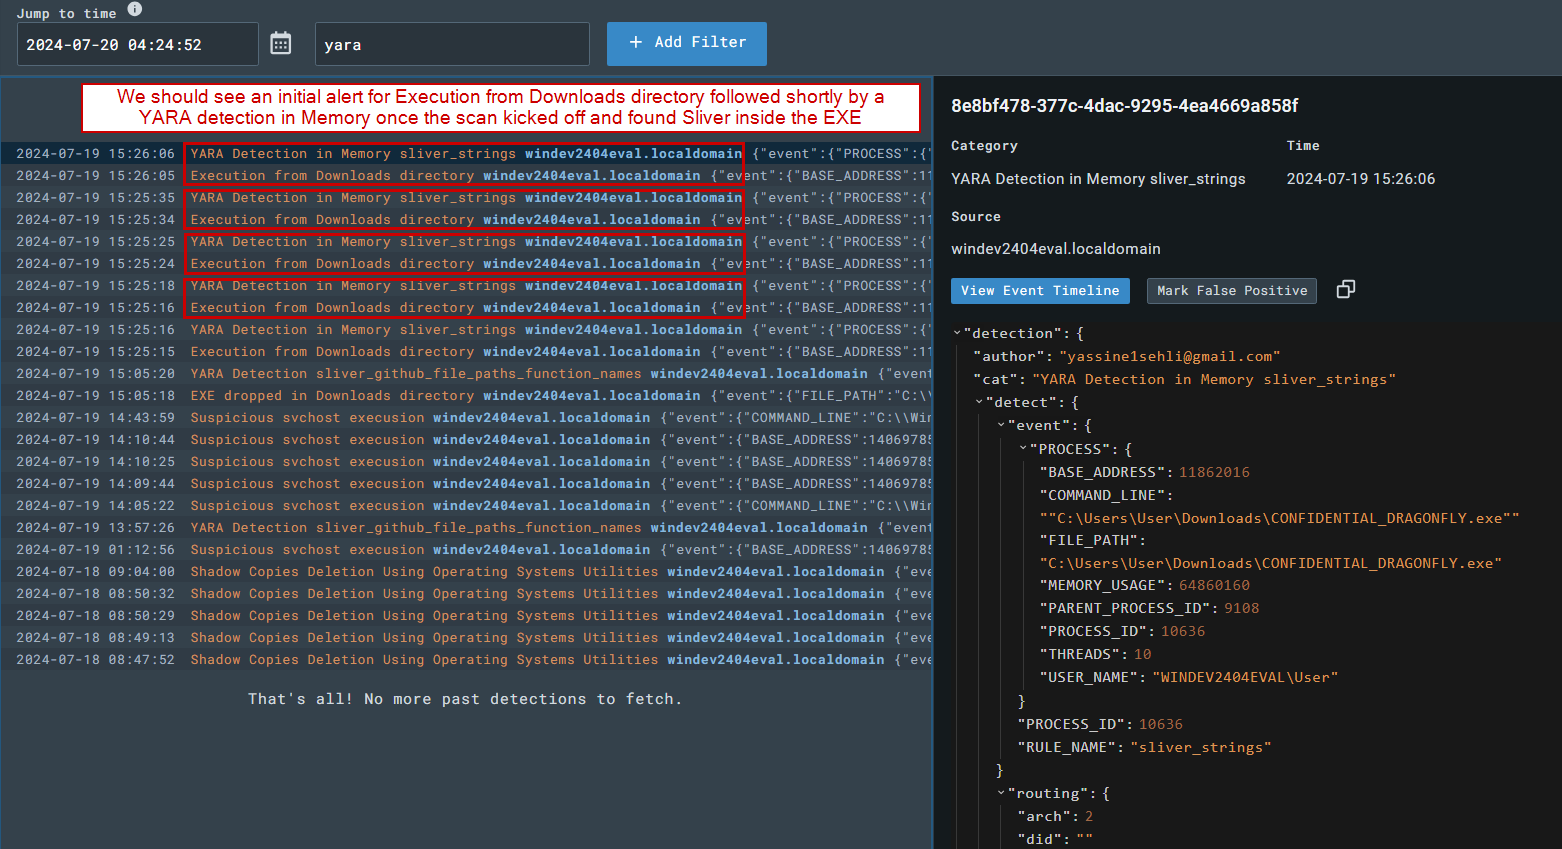 Jump to time
2024-07-20 04:24:52
yara
+ Add Filter
We should see an initial alert for Execution from Downloads directory followed shortly by a
YARA detection in Memory once the scan kicked off and found Sliver inside the EXE
2024-07-19 15:26:06 YARA Detection in Memory sliver_strings windev2404eval.localdomain {"event":{"PROCESS":{"
2024-07-19 15:26:05 Execution from Downloads directory windev2404eval.localdomain {"event":{"BASE_ADDRESS":11
2024-07-19 15:25:35 YARA Detection in Memory sliver_strings windev2404eval.localdomain {"event":{"PROCESS":{"
2024-07-19 15:25:34 Execution from Downloads directory windev2404eval.localdomain {"event":{"BASE_ADDRESS":11
2024-07-19 15:25:25 YARA Detection in Memory sliver_strings windev2404eval.localdomain {"event":{"PROCESS":{"
2024-07-19 15:25:24 Execution from Downloads directory windev2404eval.localdomain {"event":{"BASE_ADDRESS":11
2024-07-19 15:25:18 YARA Detection in Memory sliver_strings windev2404eval.localdomain {"event":{"PROCESS":{"
2024-07-19 15:25:16 Execution from Downloads directory windev2404eval.localdomain {"event":{"BASE_ADDRESS":11
2024-07-19 15:25:16 YARA Detection in Memory sliver_strings windev2404eval.localdomain {"event":{"PROCESS":{"
2024-07-19 15:25:15 Execution from Downloads directory windev2404eval.localdomain {"event":{"BASE_ADDRESS":11
2024-07-19 15:05:20 YARA Detection sliver_github_file_paths_function_names windev2404eval.localdomain {"event
2024-07-19 15:05:18 EXE dropped in Downloads directory windev2404eval.localdomain {"event":{"FILE_PATH":"C:\\
2024-07-19 14:43:59 Suspicious svchost execusion windev2404eval.localdomain {"event":{"COMMAND_LINE":"C:\\Win
2024-07-19 14:10:44 Suspicious svchost execusion windev2404eval.localdomain {"event":{"BASE_ADDRESS":14069785
2024-07-19 14:10:25 Suspicious svchost execusion windev2404eval.localdomain {"event":{"BASE_ADDRESS":14069785
2024-07-19 14:09:44 Suspicious svchost execusion windev2404eval.localdomain {"event":{"BASE_ADDRESS":14069785
2024-07-19 14:05:22 Suspicious svchost execusion windev2404eval.localdomain {"event":{"COMMAND_LINE":"C:\\Win
2024-07-19 13:57:26 YARA Detection sliver_github_file_paths_function_names windev2404eval.localdomain {"event
2024-07-19 01:12:56 Suspicious svchost execusion windev2404eval.localdomain {"event":{"BASE_ADDRESS":14069785
2024-07-18 09:04:00 Shadow Copies Deletion Using Operating Systems Utilities windev2404eval.localdomain {"eve
2024-07-18 08:50:32 Shadow Copies Deletion Using Operating Systems Utilities windev2404eval.localdomain {"eve
2024-07-18 08:50:29 Shadow Copies Deletion Using Operating Systems Utilities windev2404eval.localdomain {"eve
2024-07-18 08:49:13 Shadow Copies Deletion Using Operating Systems Utilities windev2404eval.localdomain {"eve
2024-07-18 08:47:52 Shadow Copies Deletion Using Operating Systems Utilities windev2404eval.localdomain {"eve
That's all! No more past detections to fetch.
8e8bf478-377c-4dac-9295-4ea4669a858f
Category Time
YARA Detection in Memory sliver_strings 2024-07-19 15:26:06
Source
windev2404eval.localdomain
View Event Timeline Mark False Positive
"detection": {
"author": "yassine1sehli@gmail.com"
"cat": "YARA Detection in Memory sliver_strings"
"detect": {
"event": {
"PROCESS": {
"BASE_ADDRESS": 11862016
"COMMAND_LINE":
""C:\Users\User\Downloads\CONFIDENTIAL_DRAGONFLY.exe""
"FILE_PATH":
"C:\Users\User\Downloads\CONFIDENTIAL_DRAGONFLY.exe"
"MEMORY_USAGE": 64860160
"PARENT_PROCESS_ID": 9108
"PROCESS_ID": 10636
"THREADS": 10
"USER_NAME": "WINDEV2404EVAL\User"
}
"PROCESS_ID": 10636
"RULE_NAME": "sliver_strings"
}
"routing": {
"arch": 2
"did": ""